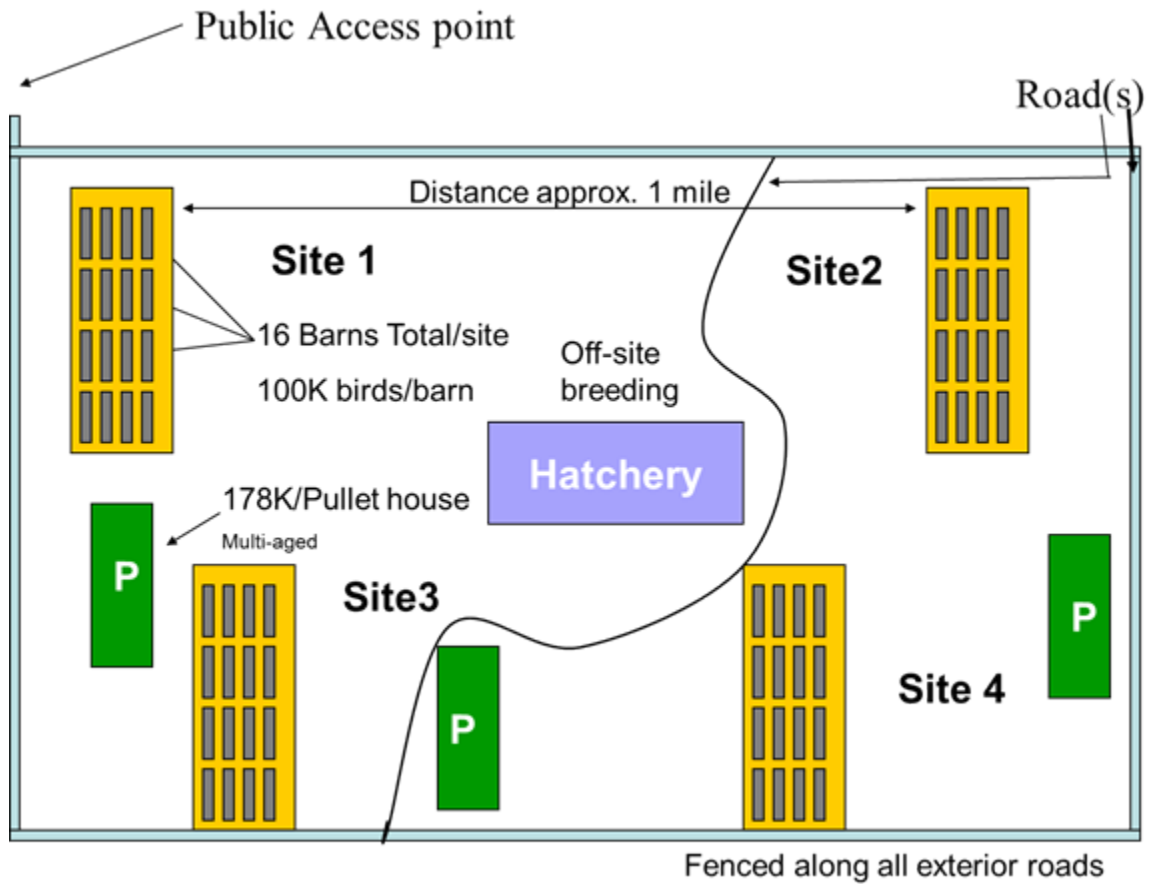 Public Access point
Road(s)
Distance approx. 1 mile
Site 1
Site2
16 Barns Total/site
Off-site
breeding
100K birds/barn
Hatchery
178K/Pullet house
Multi-aged
P
Site3
P
Site 4
P
Fenced along all exterior roads